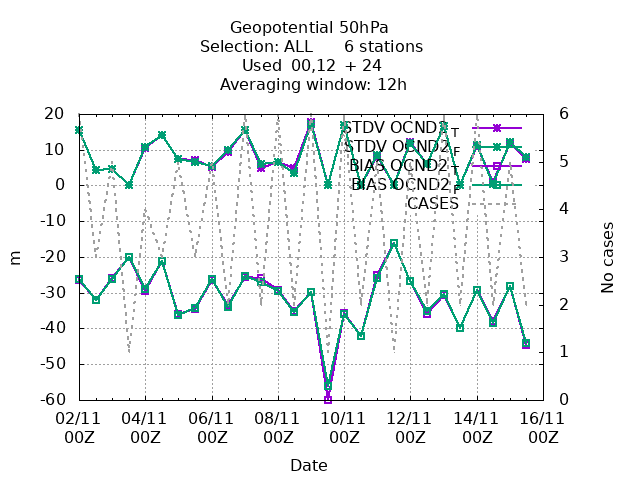 Geopotential 50hPa
Selection: ALL 6 stations
Used 00,12 + 24
Averaging window: 12h
20
10
0
-10
-20
-30
-40
-50
-60
m
6
5
4
3
2
1
0
No cases
STDV OCND2_T
STDV OCND2_F
BIAS OCND2_T
BIAS OCND2_F
CASES
02/11 04/11 06/11 08/11 10/11 12/11 14/11 16/11
00Z 00Z 00Z 00Z 00Z 00Z 00Z 00Z
Date